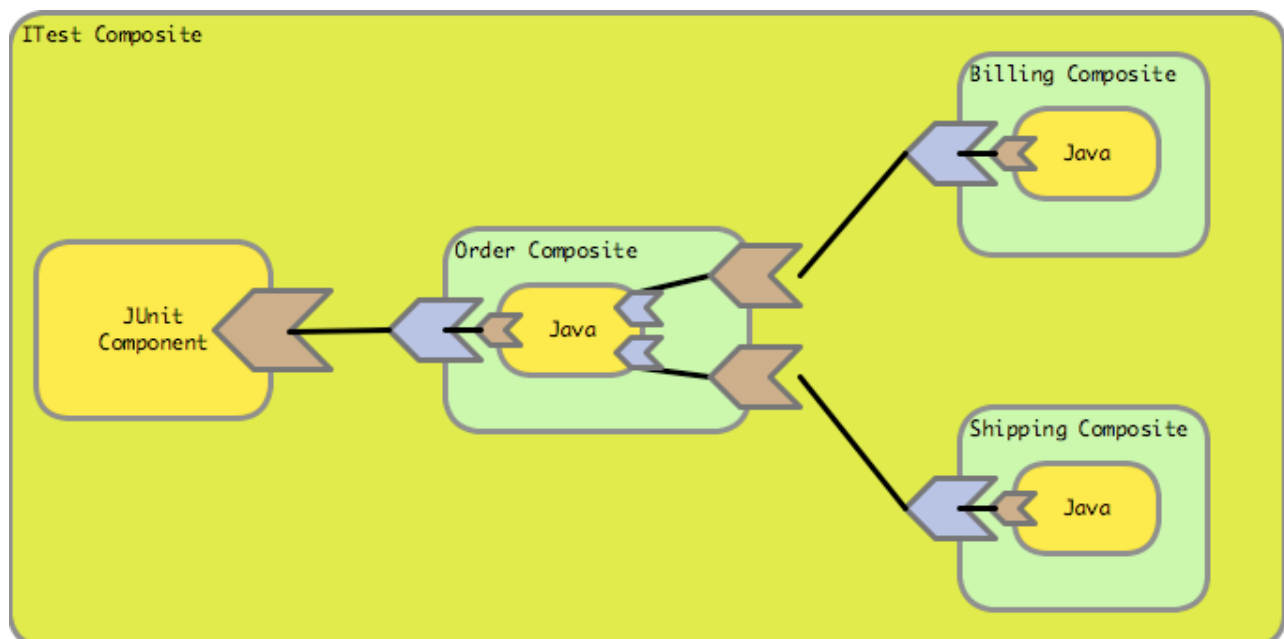 ITest Composite
Billing Composite
Java
Order Composite
JUnit
Component
Java
Shipping Composite
Java